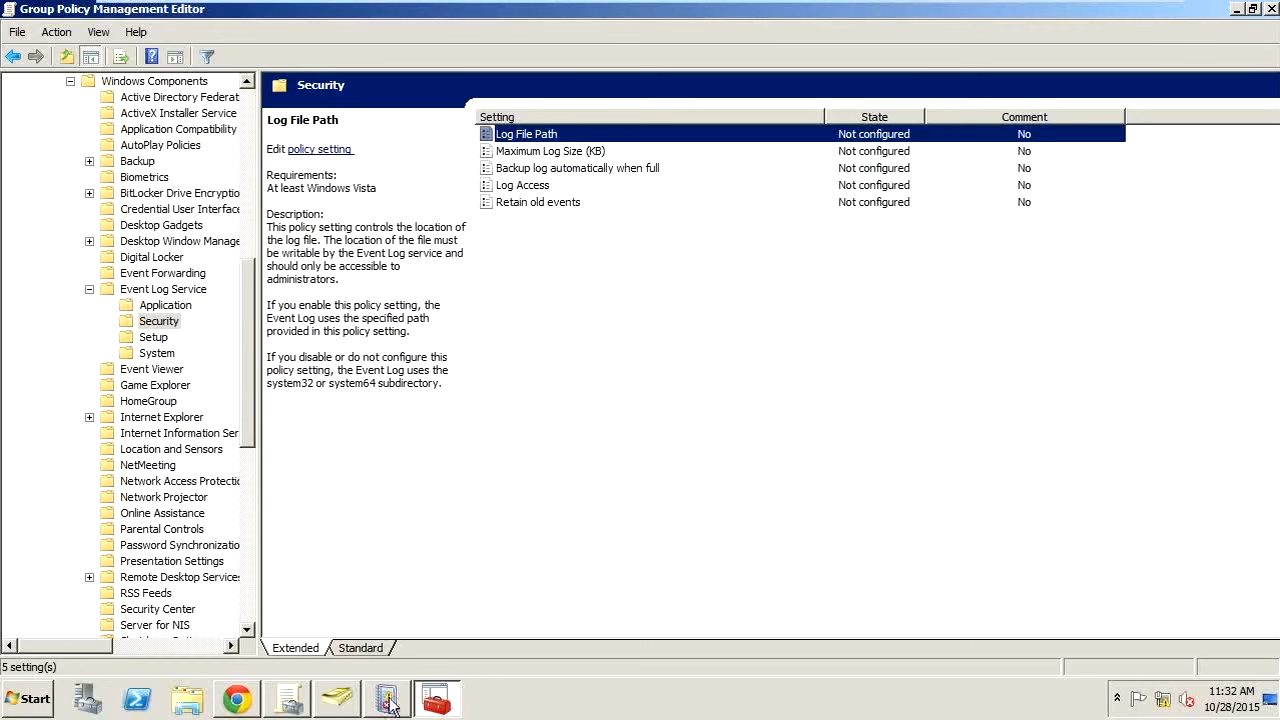 Group Policy Management Editor
File Action View Help
Windows Components
Active Directory Federat
ActiveX Installer Service
Application Compatibility
AutoPlay Policies
Backup
Biometrics
BitLocker Drive Encryptio
Credential User Interface
Desktop Gadgets
Desktop Window Manage
Digital Locker
Event Forwarding
Event Log Service
Application
Security
Setup
System
Event Viewer
Game Explorer
HomeGroup
Internet Explorer
Internet Information Ser
Location and Sensors
NetMeeting
Network Access Protectio
Network Projector
Online Assistance
Parental Controls
Password Synchronizatio
Presentation Settings
Remote Desktop Services
RSS Feeds
Security Center
Server for NIS
Security
Log File Path
Edit policy setting
Requirements:
At least Windows Vista
Description:
This policy setting controls the location of
the log file. The location of the file must
be writable by the Event Log service and
should only be accessible to
administrators.
If you enable this policy setting, the
Event Log uses the specified path
provided in this policy setting.
If you disable or do not configure this
policy setting, the Event Log uses the
system32 or system64 subdirectory.
Setting State Comment
Log File Path Not configured No
Maximum Log Size (KB) Not configured No
Backup log automatically when full Not configured No
Log Access Not configured No
Retain old events Not configured No
Extended Standard
5 setting(s)
Start
11:32 AM
10/28/2015